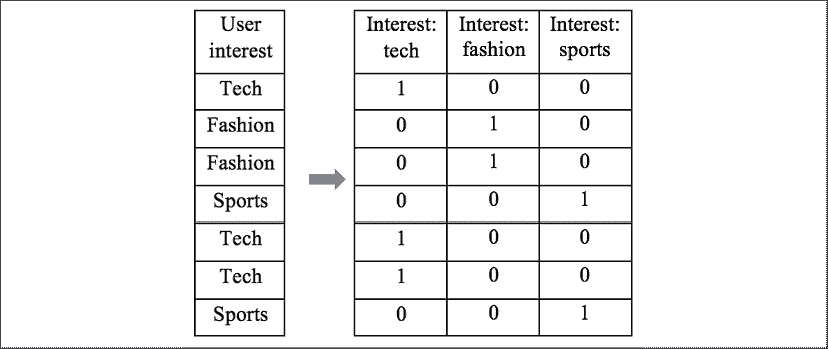 User interest
Interest: tech
Interest: fashion
Interest: sports
Tech
1 0 0
Fashion
0 1 0
Fashion
0 1 0
Sports
0 0 1
Tech
1 0 0
Tech
1 0 0
Sports
0 0 1